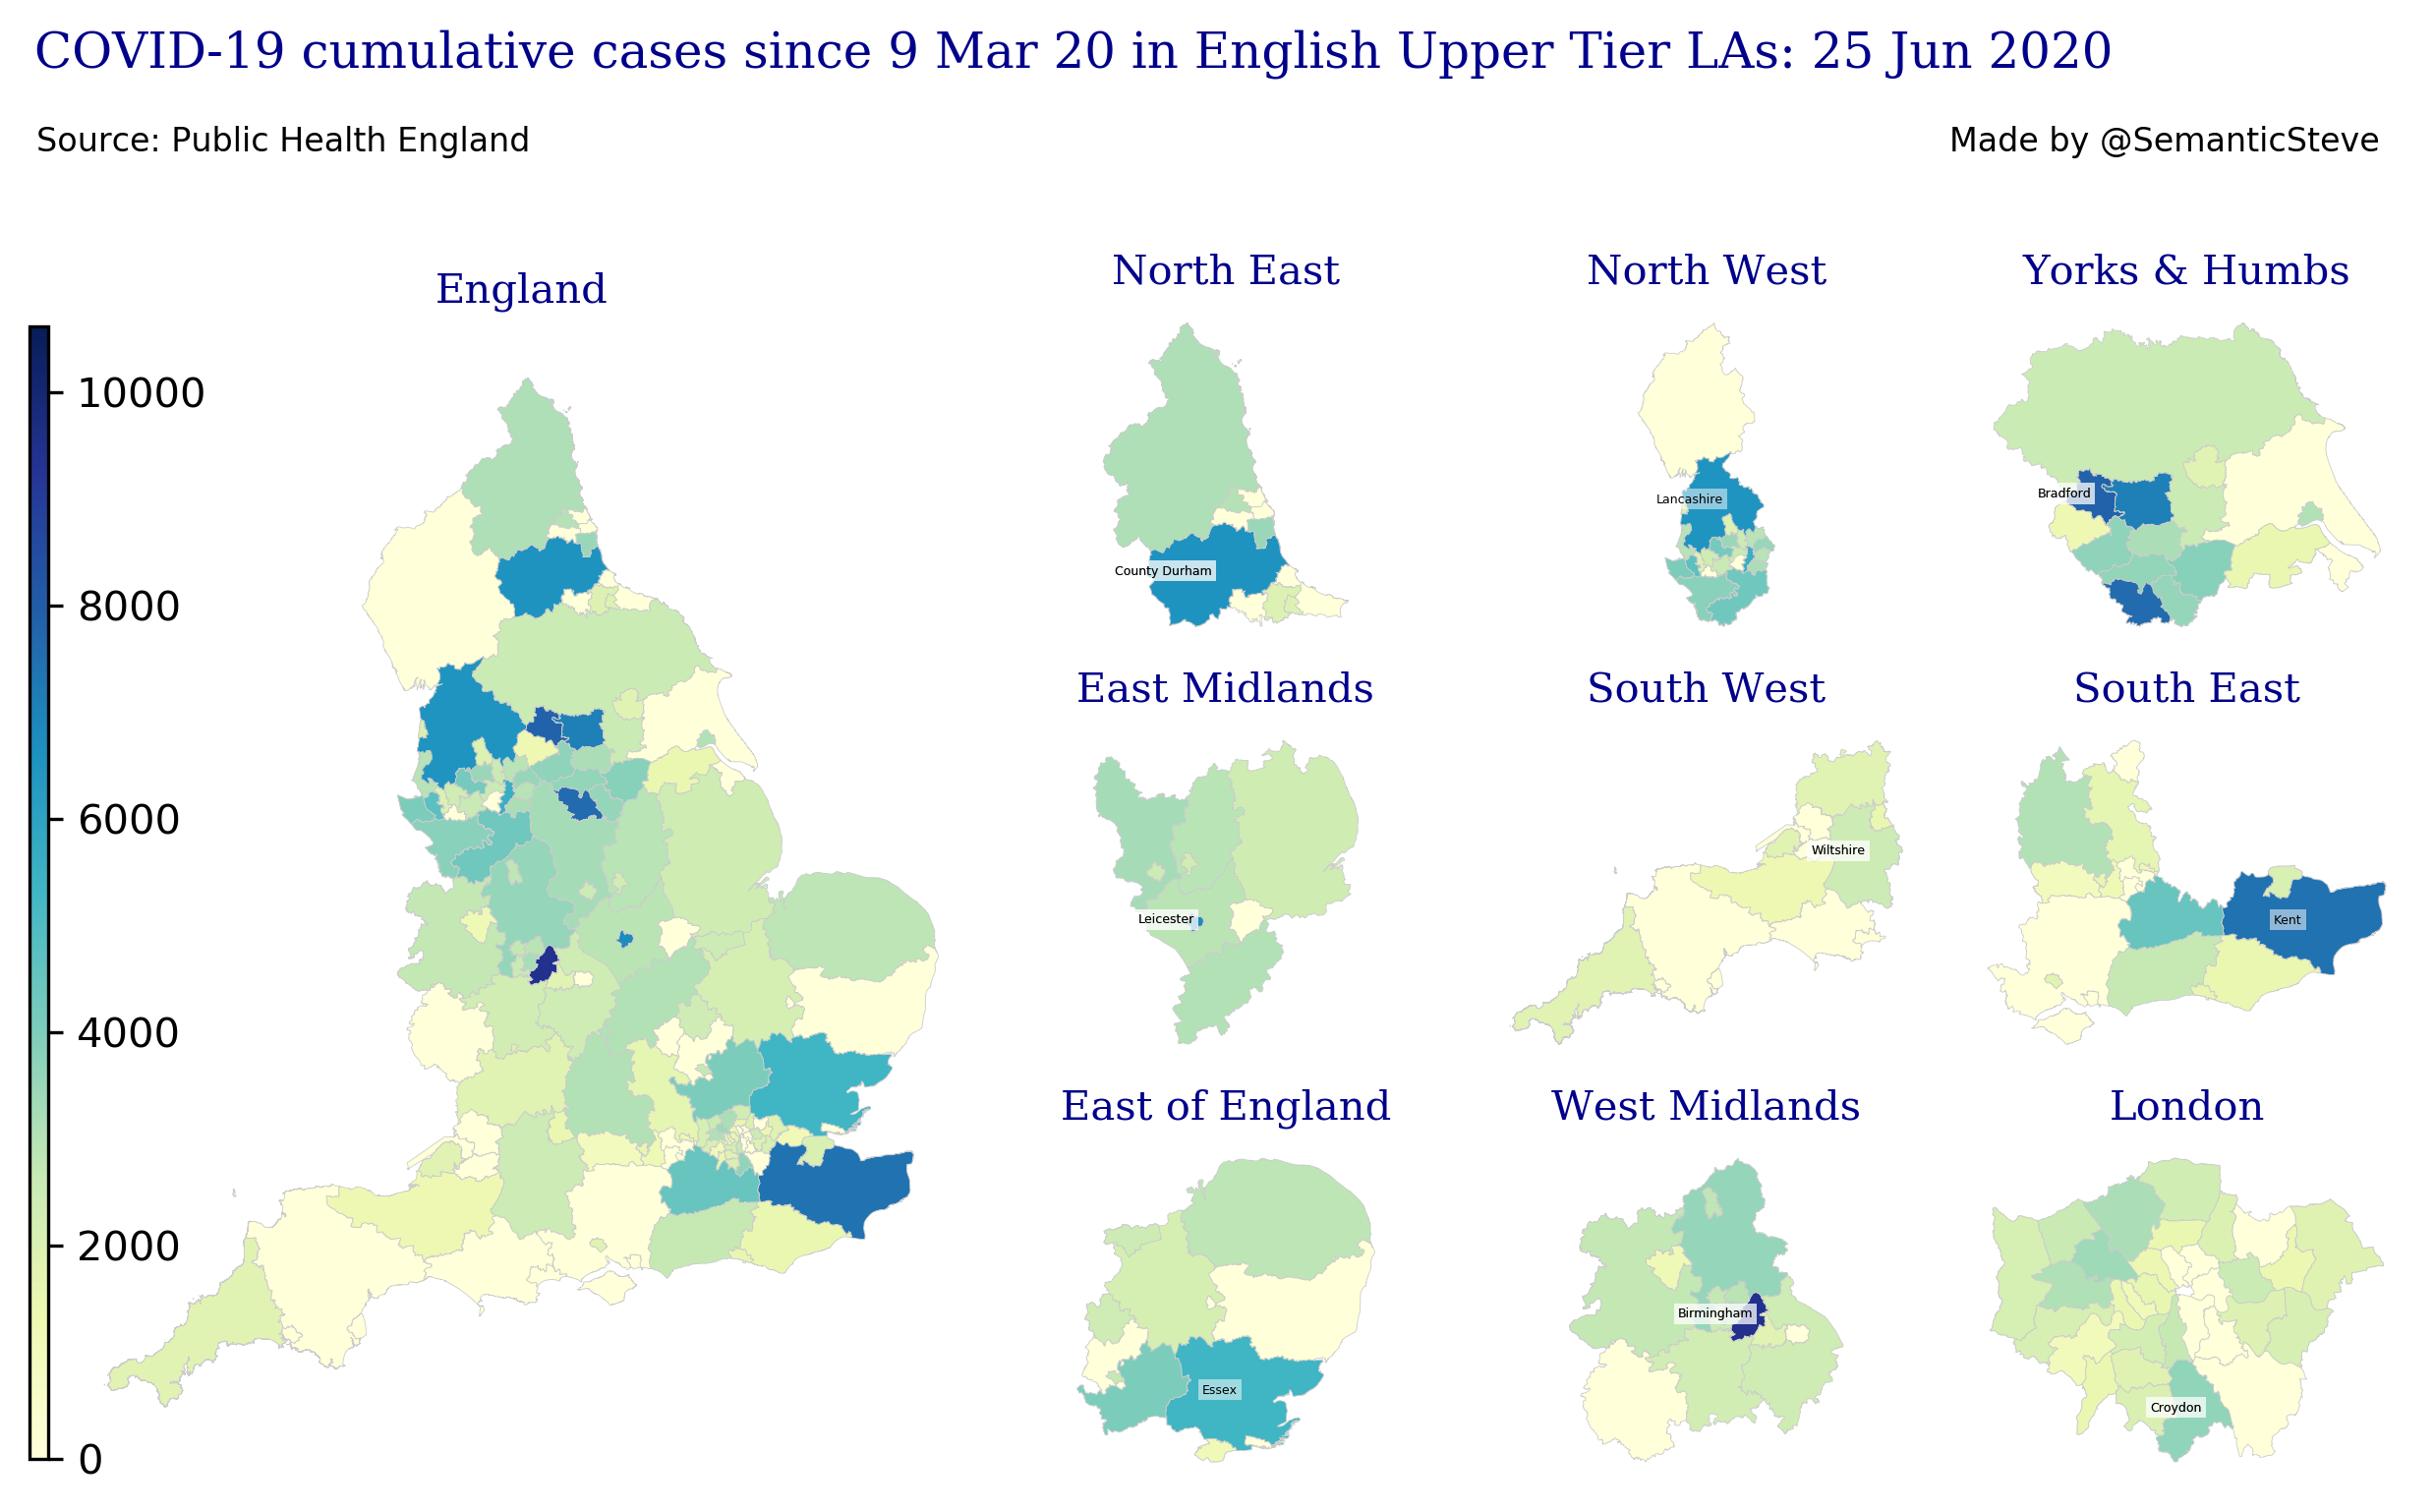 COVID-19 cumulative cases since 9 Mar 20 in English Upper Tier LAs: 25 Jun 2020
Source: Public Health England
Made by @SemanticSteve
England
10000
8000
6000
4000
2000
0
North East
County Durham
North West
Lancashire
Yorks & Humbs
Bradford
East Midlands
Leicester
South West
Wiltshire
South East
Kent
East of England
Essex
West Midlands
Birmingham
London
Croydon